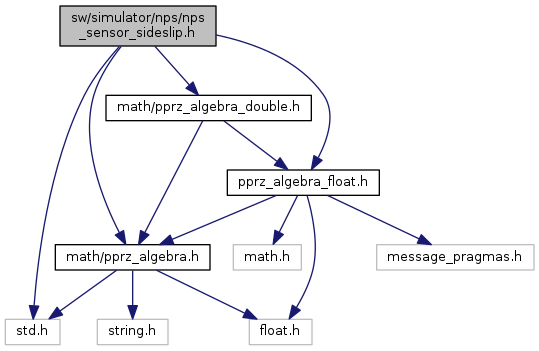 sw/simulator/nps/nps
_sensor_sideslip.h
math/pprz_algebra_double.h
pprz_algebra_float.h
math/pprz_algebra.h
math.h
message_pragmas.h
std.h
string.h
float.h